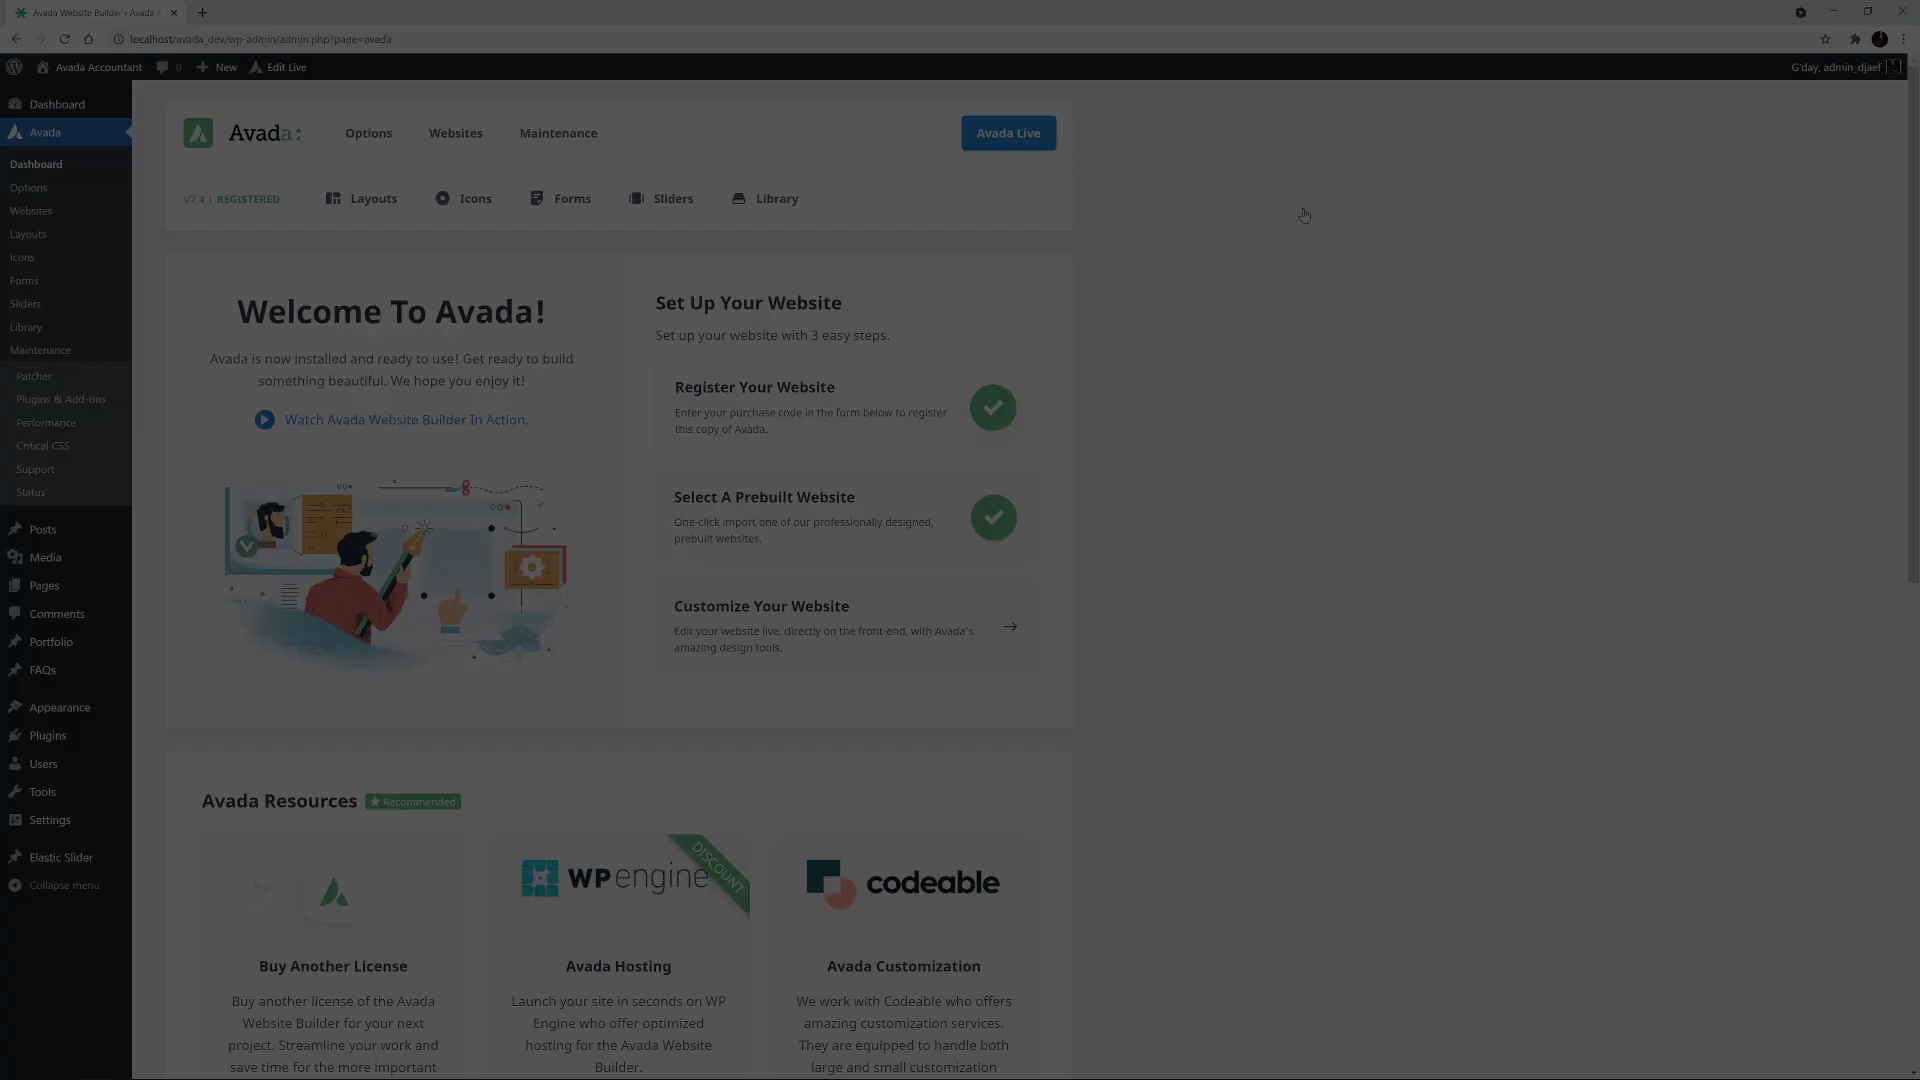 Avada Website Builder ‹ Avada A
localhost/avada_dev/wp-admin/admin.php?page=avada
Avada Accountant
0
New
Edit Live
G'day, admin_djaef
Dashboard
Avada
Dashboard
Options
Websites
Layouts
Icons
Forms
Sliders
Library
Maintenance
Patcher
Plugins & Add-ons
Performance
Critical CSS
Support
Status
Posts
Media
Pages
Comments
Portfolio
FAQs
Appearance
Plugins
Users
Tools
Settings
Elastic Slider
Collapse menu
Avada:
Options
Websites
Maintenance
Avada Live
V7.4 | REGISTERED
Layouts
Icons
Forms
Sliders
Library
Welcome To Avada!
Avada is now installed and ready to use! Get ready to build
something beautiful. We hope you enjoy it!
Watch Avada Website Builder In Action.
Set Up Your Website
Set up your website with 3 easy steps.
Register Your Website
Enter your purchase code in the form below to register
this copy of Avada.
Select A Prebuilt Website
One-click import one of our professionally designed,
prebuilt websites.
Customize Your Website
Edit your website live, directly on the front-end, with Avada's
amazing design tools.
Avada Resources
Recommended
Buy Another License
Buy another license of the Avada
Website Builder for your next
project. Streamline your work and
save time for the more important
WP engine
DISCOUNT
Avada Hosting
Launch your site in seconds on WP
Engine who offer optimized
hosting for the Avada Website
Builder.
codeable
Avada Customization
We work with Codeable who offers
amazing customization services.
They are equipped to handle both
large and small customization